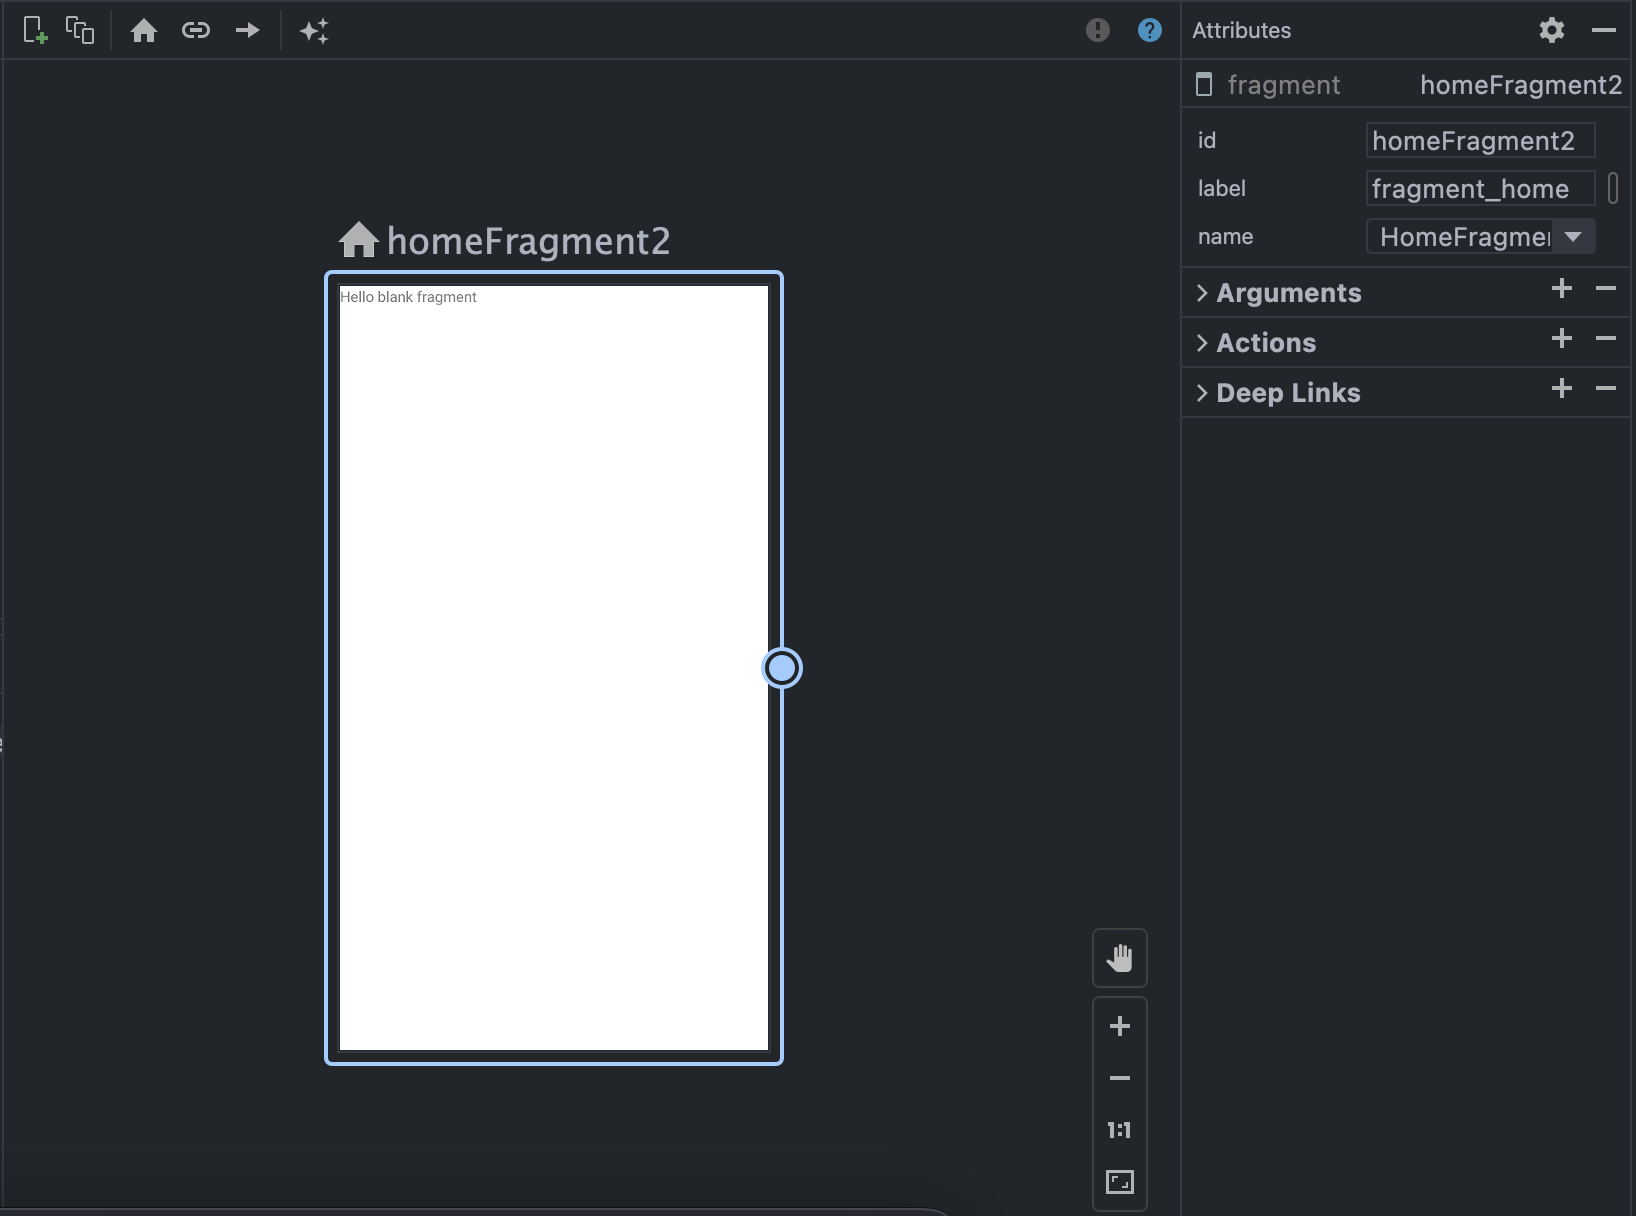 Attributes
fragment homeFragment2
id homeFragment2
label fragment_home
name HomeFragme
Arguments
Actions
Deep Links
homeFragment2
Hello blank fragment
1:1